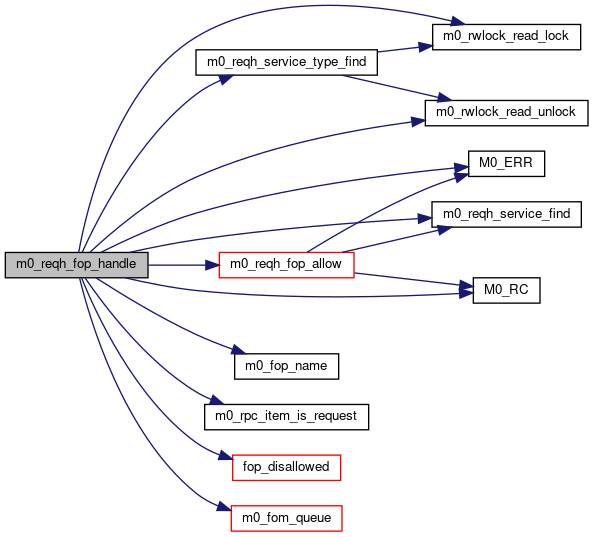 m0_rwlock_read_lock
m0_reqh_service_type_find
m0_rwlock_read_unlock
M0_ERR
m0_reqh_service_find
m0_reqh_fop_handle
m0_reqh_fop_allow
M0_RC
m0_fop_name
m0_rpc_item_is_request
fop_disallowed
m0_fom_queue